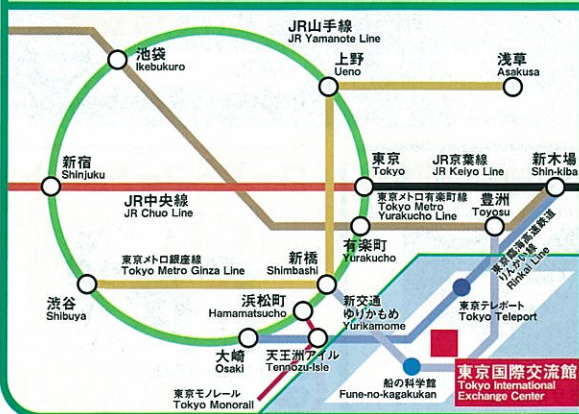 JR山手線
JR Yamanote Line
池袋
Ikebukuro
上野
Ueno
浅草
Asakusa
新宿
Shinjuku
東京
Tokyo
JR京葉線
JR Keiyo Line
新木場
Shin-kiba
JR中央線
JR Chuo Line
東京メトロ有楽町線
Tokyo Metro
Yurakucho Line
豊洲
Toyosu
有楽町
Yurakucho
東京臨海高速鉄道
りんかい線
Rinkai Line
東京メトロ銀座線
Tokyo Metro Ginza Line
新橋
Shimbashi
渋谷
Shibuya
浜松町
Hamamatsucho
新交通
ゆりかもめ
Yurikamome
東京テレポート
Tokyo Teleport
大崎
Osaki
天王洲アイル
Tennozu-Isle
船の科学館
Fune-no-kagakukan
東京国際交流館
Tokyo International
Exchange Center
東京モノレール
Tokyo Monorail